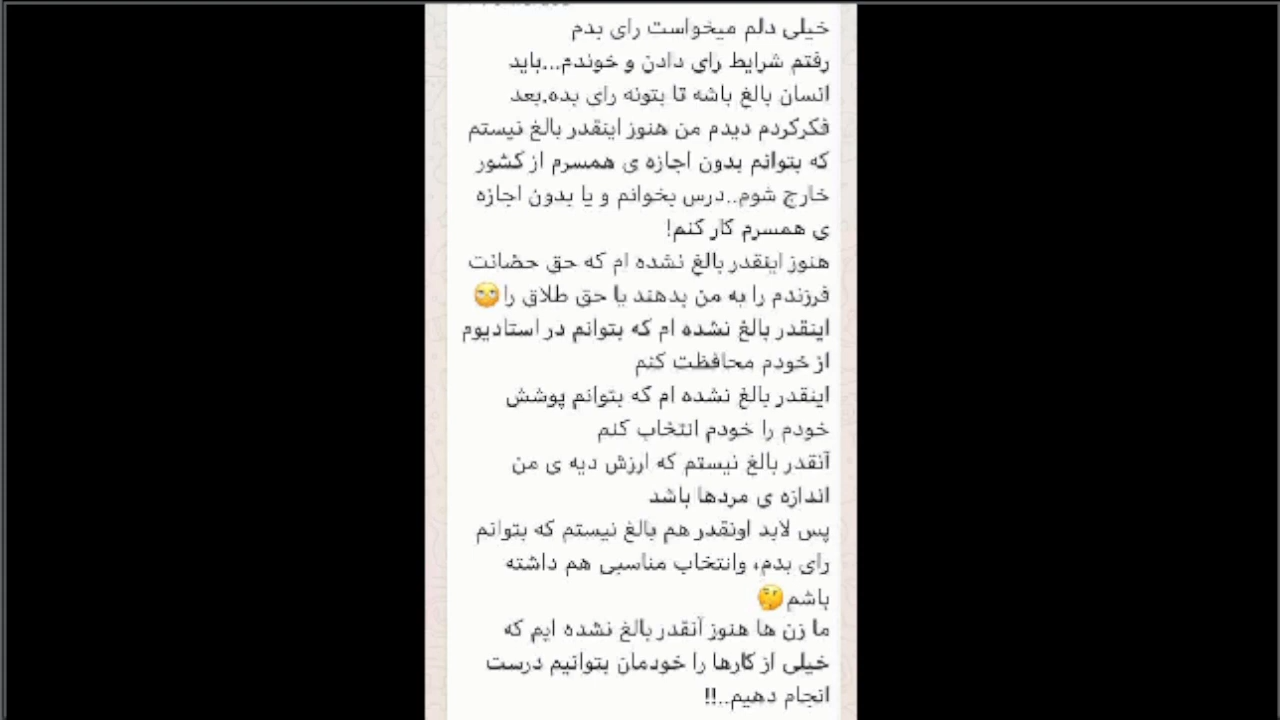 خیلی دلم میخواست رای بدم
رفتم شرایط رای دادن و خوندم...باید
انسان بالغ باشه تا بتونه رای بده.بعد
فکرکردم دیدم من هنوز اینقدر بالغ نیستم
که بتوانم بدون اجازه ی همسرم از کشور
خارج شوم..درس بخوانم و یا بدون اجازه
ی همسرم کار کنم!
هنوز اینقدر بالغ نشده ام که حق حضانت
فرزندم را به من بدهند یا حق طلاق را🙄
اینقدر بالغ نشده ام که بتوانم در استادیوم
از خودم محافظت کنم
اینقدر بالغ نشده ام که بتوانم پوشش
خودم را خودم انتخاب کنم
آنقدر بالغ نیستم که ارزش دیه ی من
اندازه ی مردها باشد
پس لابد اونقدر هم بالغ نیستم که بتوانم
رای بدم، وانتخاب مناسبی هم داشته
باشم🤔
ما زن ها هنوز آنقدر بالغ نشده ایم که
خیلی از کارها را خودمان بتوانیم درست
انجام دهیم..!!